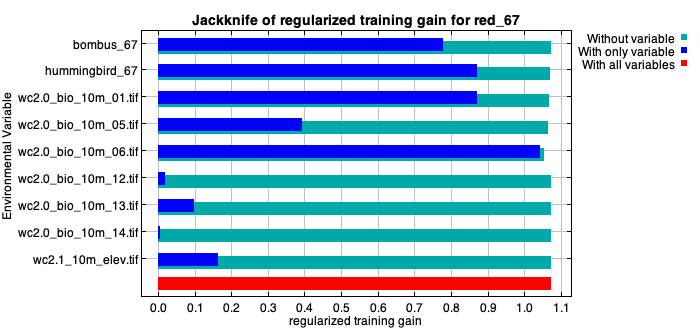 Jackknife of regularized training gain for red_67
Without variable
With only variable
With all variables
Environmental Variable
bombus_67
hummingbird_67
wc2.0_bio_10m_01.tif
wc2.0_bio_10m_05.tif
wc2.0_bio_10m_06.tif
wc2.0_bio_10m_12.tif
wc2.0_bio_10m_13.tif
wc2.0_bio_10m_14.tif
wc2.1_10m_elev.tif
0.0 0.1 0.2 0.3 0.4 0.5 0.6 0.7 0.8 0.9 1.0 1.1
regularized training gain